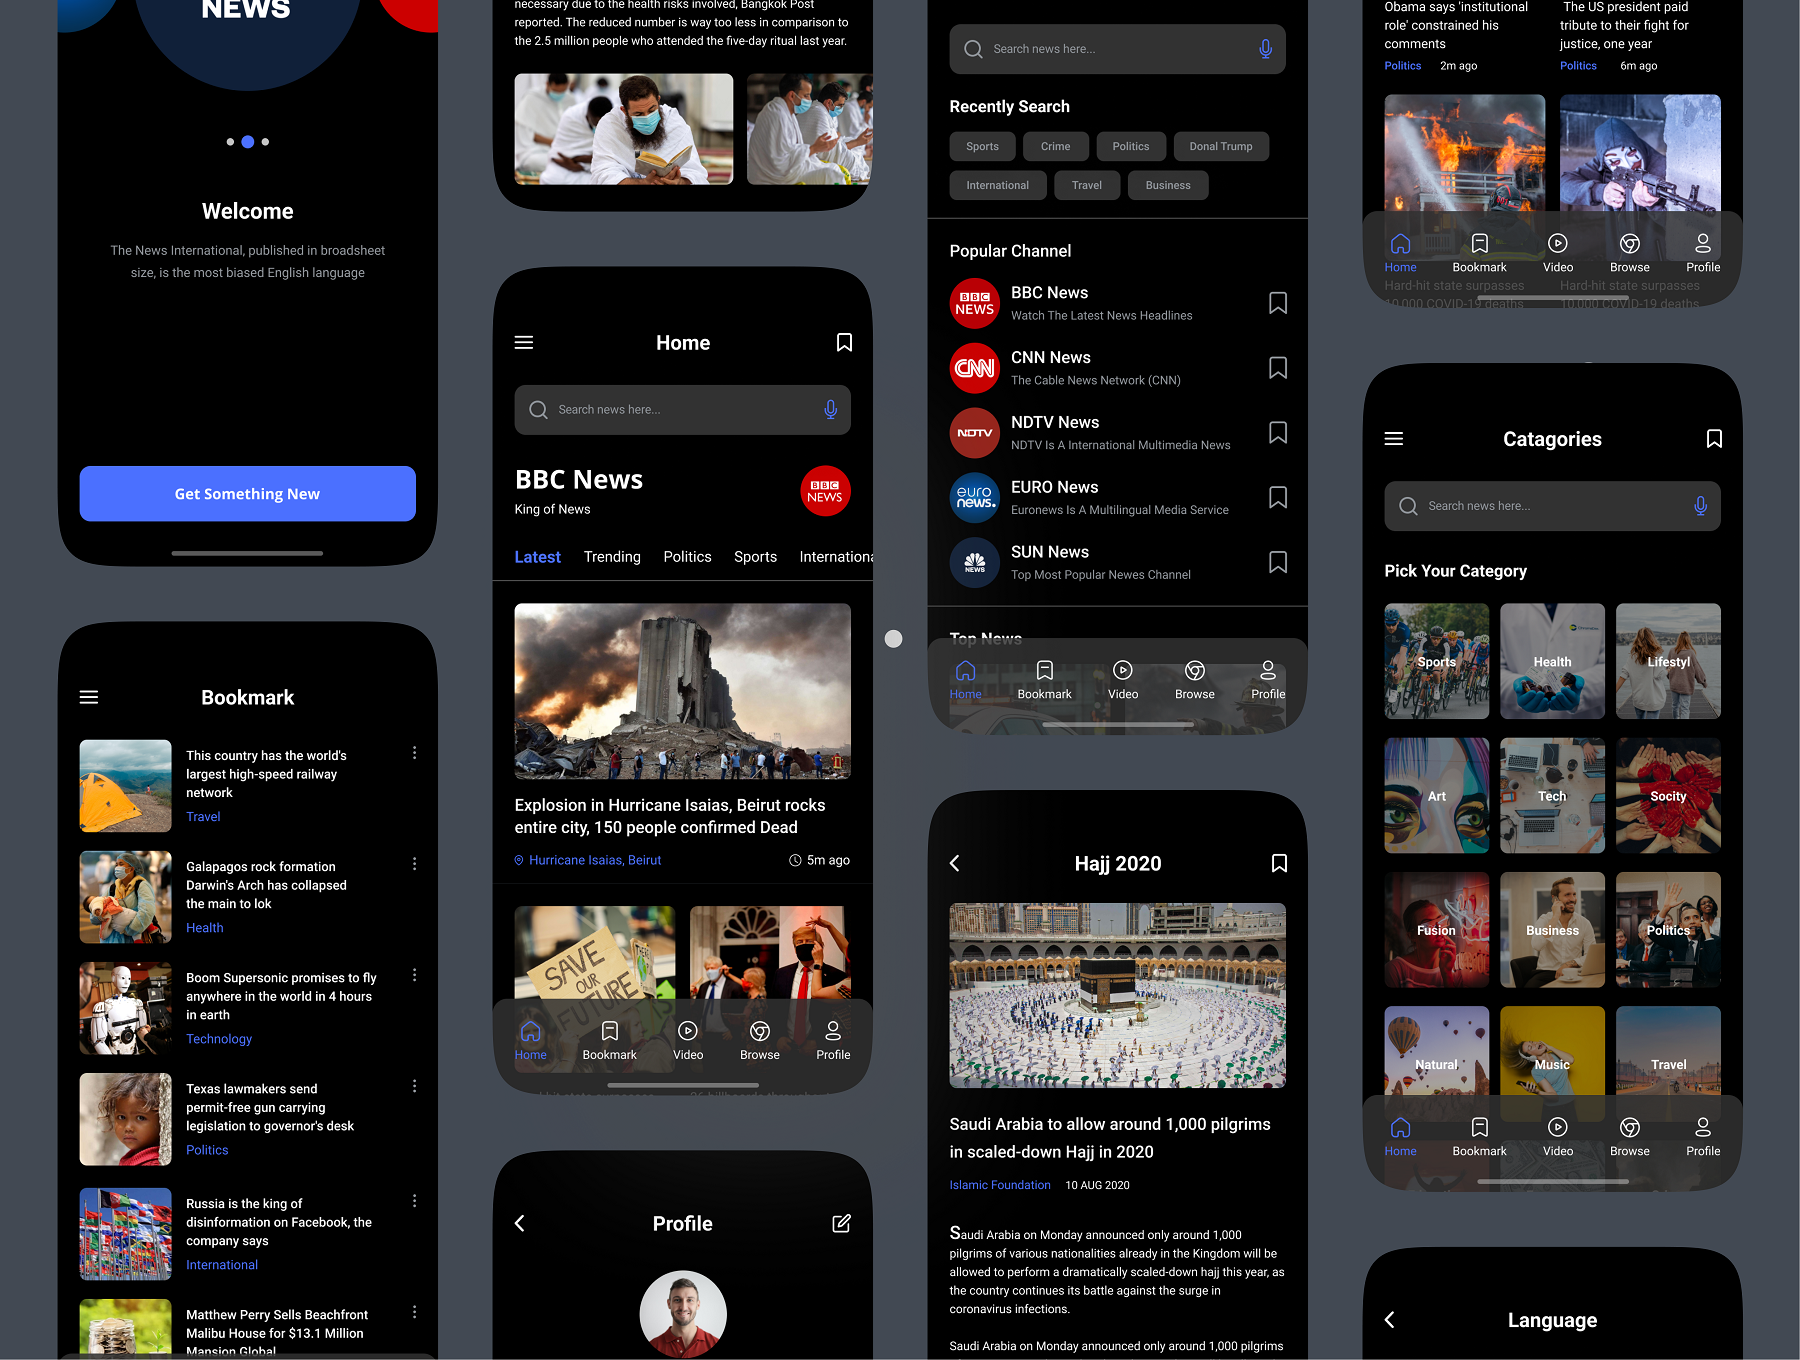 NEWS
Welcome
The News International, published in broadsheet
size, is the most biased English language
Get Something New
Bookmark
This country has the world's
largest high-speed railway
network
Travel
Galapagos rock formation
Darwin's Arch has collapsed
the main to lok
Health
Boom Supersonic promises to fly
anywhere in the world in 4 hours
in earth
Technology
Texas lawmakers send
permit-free gun carrying
legislation to governor's desk
Politics
Russia is the king of
disinformation on Facebook, the
company says
International
Matthew Perry Sells Beachfront
Malibu House for $13.1 Million
Mansion Global
necessary due to the health risks involved, Bangkok Post
reported. The reduced number is way too less in comparison to
the 2.5 million people who attended the five-day ritual last year.
Home
Search news here...
BBC News
King of News
BBC
NEWS
Latest Trending Politics Sports Internationa
Explosion in Hurricane Isaias, Beirut rocks
entire city, 150 people confirmed Dead
Hurricane Isaias, Beirut 5m ago
SAVE
OUR
FUTURE
Home Bookmark Video Browse Profile
Profile
Search news here...
Recently Search
Sports Crime Politics Donal Trump
International Travel Business
Popular Channel
BBC
NEWS
BBC News
Watch The Latest News Headlines
CNN
CNN News
The Cable News Network (CNN)
NDTV
NDTV News
NDTV Is A International Multimedia News
euro
news.
EURO News
Euronews Is A Multilingual Media Service
NEWS
SUN News
Top Most Popular Newes Channel
Top News
Home Bookmark Video Browse Profile
Hajj 2020
Saudi Arabia to allow around 1,000 pilgrims
in scaled-down Hajj in 2020
Islamic Foundation 10 AUG 2020
Saudi Arabia on Monday announced only around 1,000
pilgrims of various nationalities already in the Kingdom will be
allowed to perform a dramatically scaled-down hajj this year, as
the country continues its battle against the surge in
coronavirus infections.
Saudi Arabia on Monday announced only around 1,000 pilgrims
Obama says 'institutional
role' constrained his
comments
Politics 2m ago
The US president paid
tribute to their fight for
justice, one year
Politics 6m ago
Home Bookmark Video Browse Profile
Hard-hit state surpasses
10,000 COVID-19 deaths
Hard-hit state surpasses
10,000 COVID-19 deaths
Catagories
Search news here...
Pick Your Category
Sports Health Lifestyl
Art Tech Socity
Fusion Business Politics
Natural Music Travel
Home Bookmark Video Browse Profile
Language